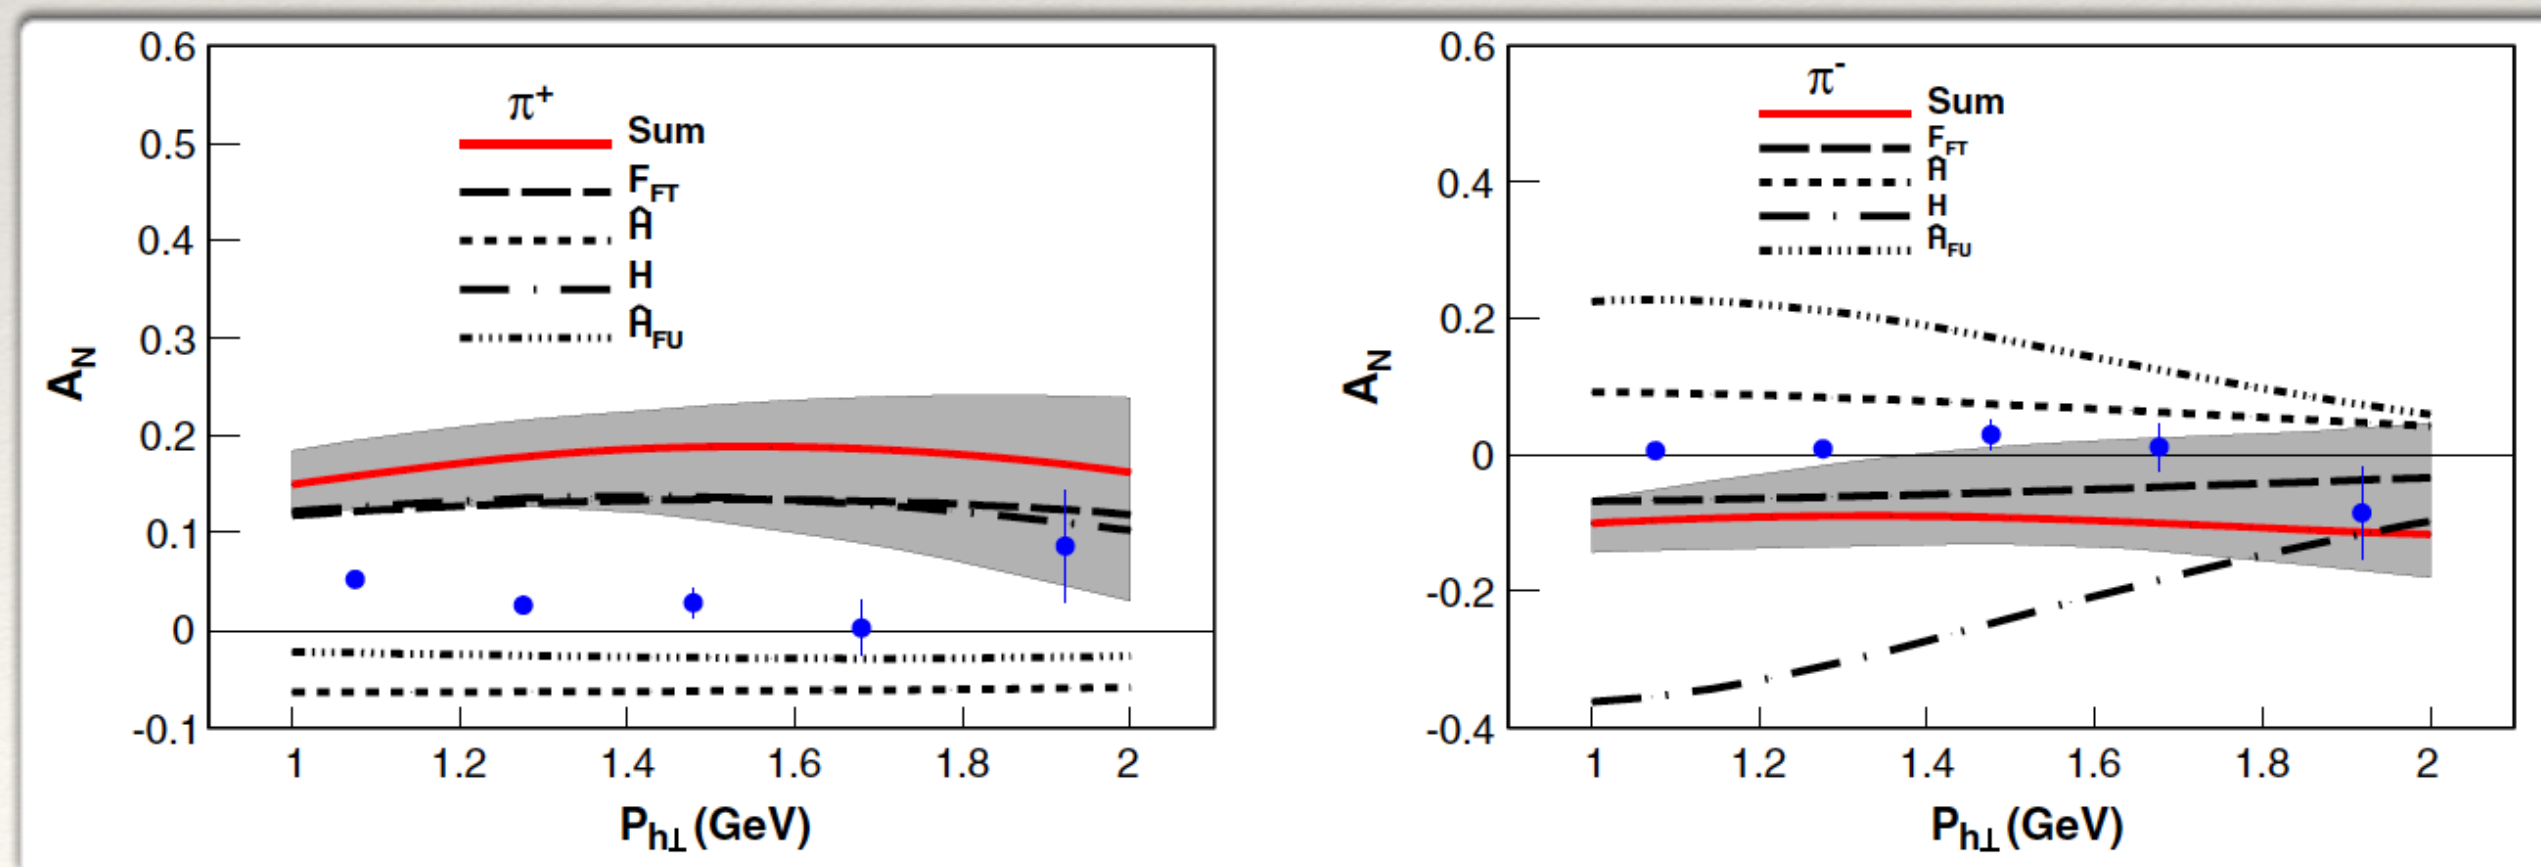 0.6
0.5
0.4
0.3
0.2
0.1
0
-0.1
A_N
π⁺
Sum
F_FT
Ĥ
H
Ĥ_FU
1 1.2 1.4 1.6 1.8 2
P_h⊥ (GeV)
0.6
0.4
0.2
0
-0.2
-0.4
A_N
π⁻
Sum
F_FT
Ĥ
H
Ĥ_FU
1 1.2 1.4 1.6 1.8 2
P_h⊥ (GeV)